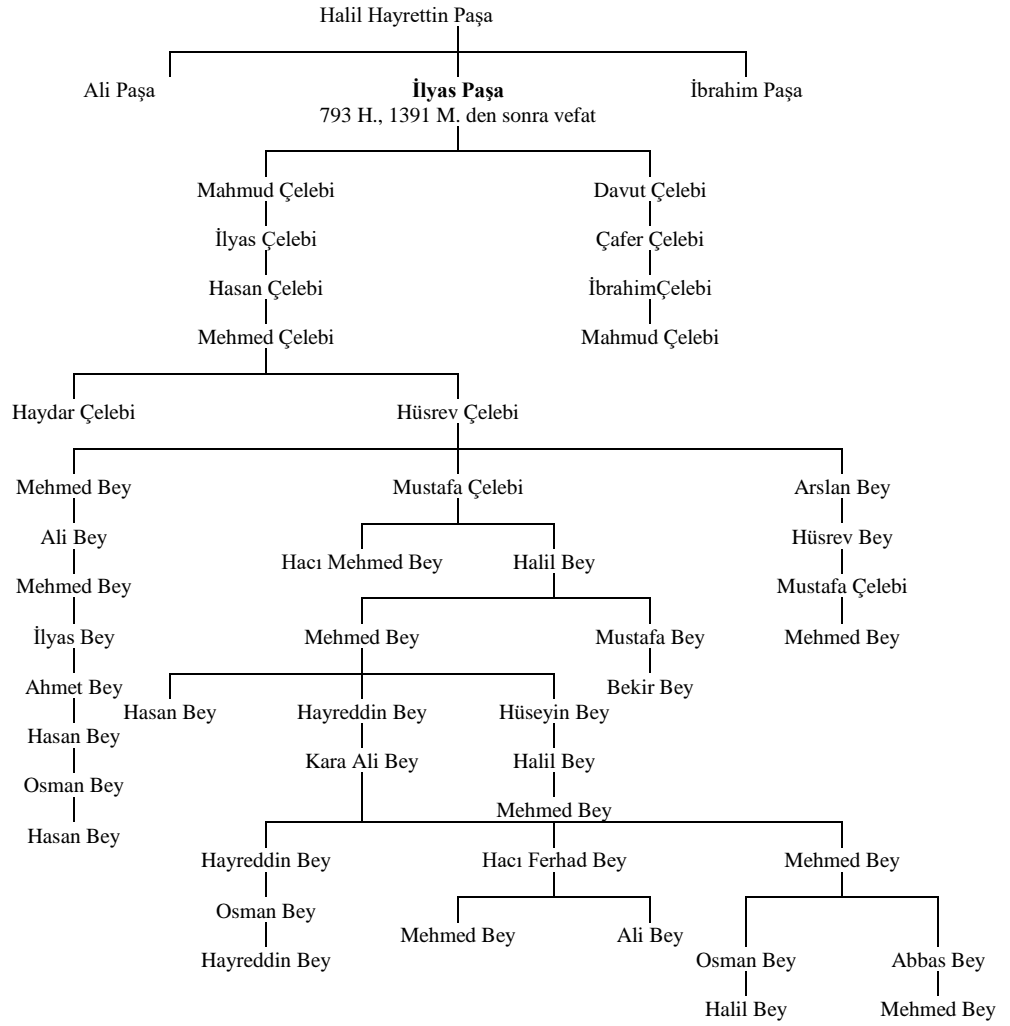 Halil Hayrettin Paşa
Ali Paşa
İlyas Paşa
İbrahim Paşa
793 H., 1391 M. den sonra vefat
Mahmud Çelebi
Davut Çelebi
İlyas Çelebi
Çafer Çelebi
Hasan Çelebi
İbrahimÇelebi
Mehmed Çelebi
Mahmud Çelebi
Haydar Çelebi
Hüsrev Çelebi
Mehmed Bey
Mustafa Çelebi
Arslan Bey
Ali Bey
Hüsrev Bey
Hacı Mehmed Bey
Halil Bey
Mehmed Bey
Mustafa Çelebi
İlyas Bey
Mehmed Bey
Mustafa Bey
Mehmed Bey
Ahmet Bey
Bekir Bey
Hasan Bey
Hayreddin Bey
Hüseyin Bey
Hasan Bey
Kara Ali Bey
Halil Bey
Osman Bey
Mehmed Bey
Hasan Bey
Hayreddin Bey
Hacı Ferhad Bey
Mehmed Bey
Osman Bey
Mehmed Bey
Ali Bey
Hayreddin Bey
Osman Bey
Abbas Bey
Halil Bey
Mehmed Bey